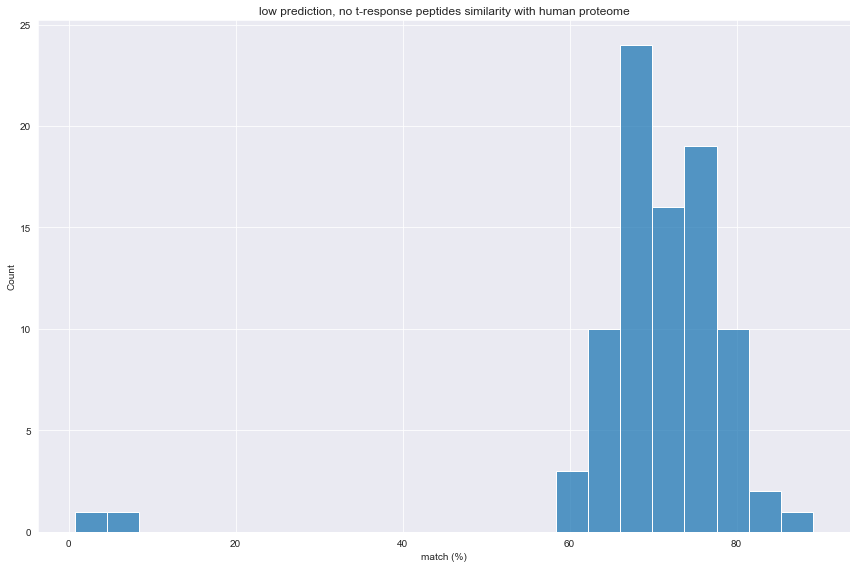 low prediction, no t-response peptides similarity with human proteome
25
20
15
10
5
0
Count
0 20 40 60 80
match (%)